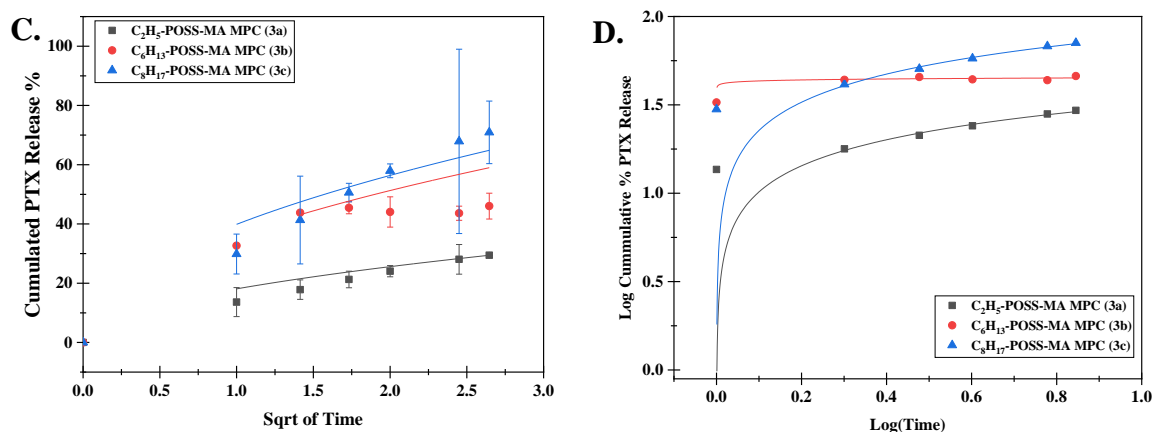 C.
C₂H₅-POSS-MA MPC (3a)
C₆H₁₃-POSS-MA MPC (3b)
C₈H₁₇-POSS-MA MPC (3c)
Cumulated PTX Release %
100
80
60
40
20
0
0.0 0.5 1.0 1.5 2.0 2.5 3.0
Sqrt of Time
D.
Log Cummulative % PTX Release
2.0
1.5
1.0
0.5
0.0
C₂H₅-POSS-MA MPC (3a)
C₆H₁₃-POSS-MA MPC (3b)
C₈H₁₇-POSS-MA MPC (3c)
0.0 0.2 0.4 0.6 0.8 1.0
Log(Time)